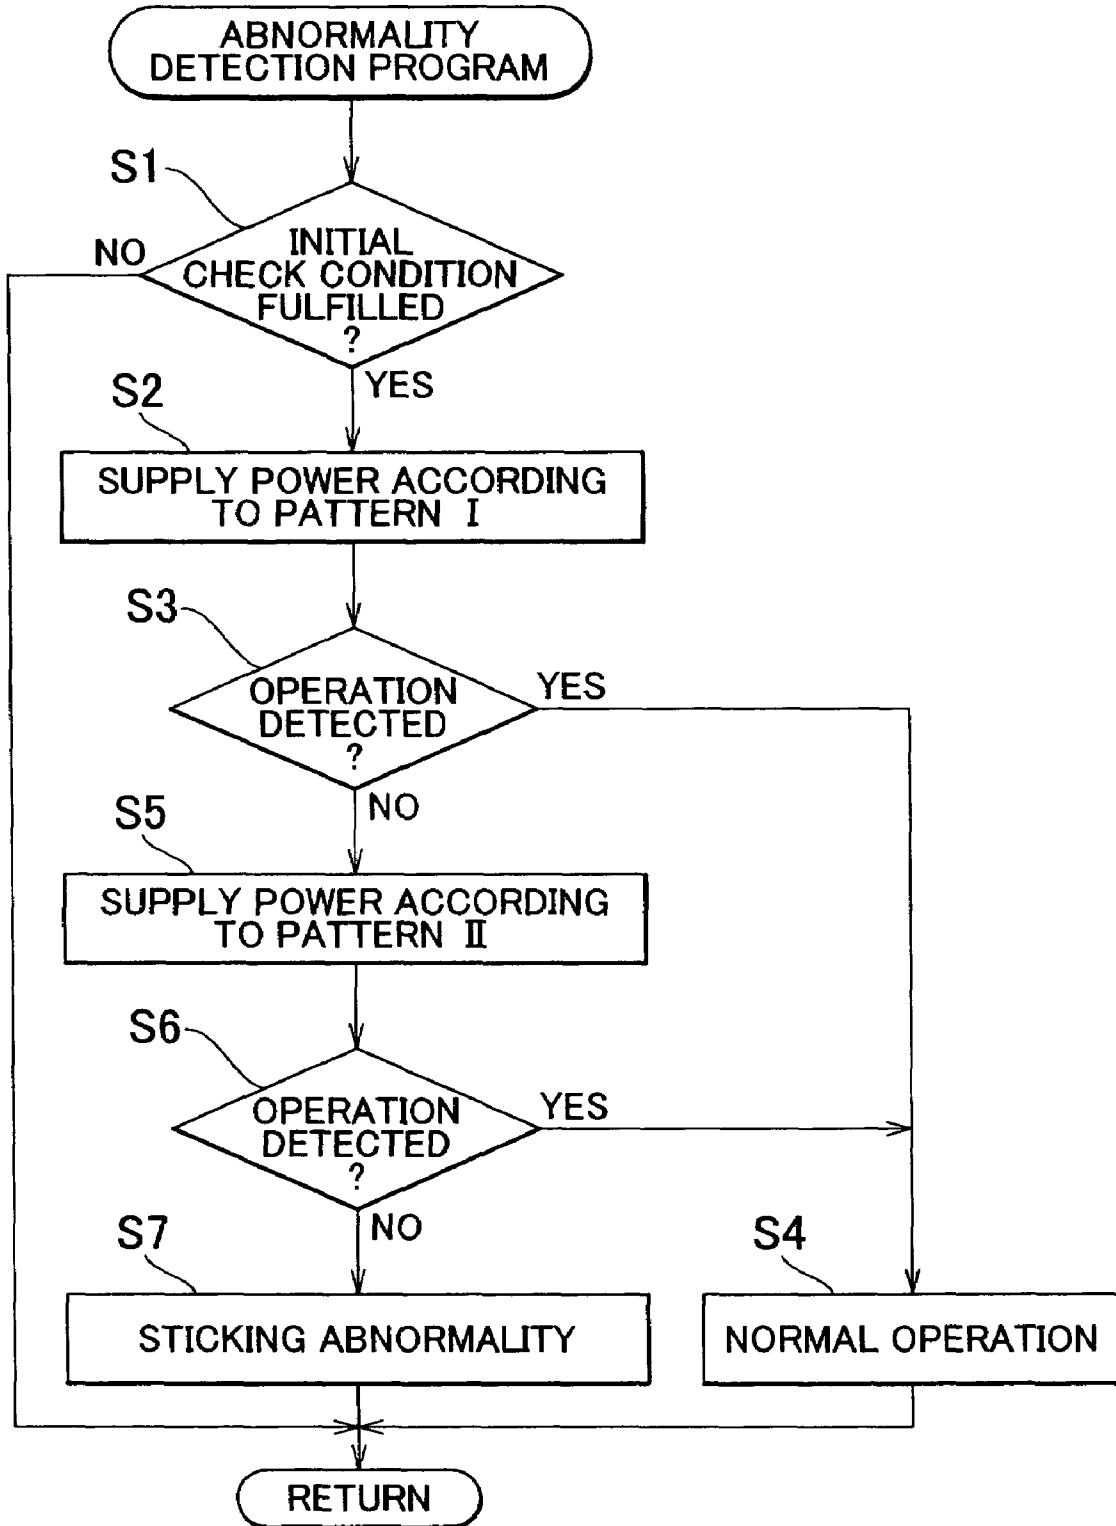 ABNORMALITY
DETECTION PROGRAM
S1
NO
INITIAL
CHECK CONDITION
FULFILLED
?
YES
S2
SUPPLY POWER ACCORDING
TO PATTERN I
S3
OPERATION
DETECTED
?
YES
NO
S5
SUPPLY POWER ACCORDING
TO PATTERN II
S6
OPERATION
DETECTED
?
YES
NO
S7
STICKING ABNORMALITY
S4
NORMAL OPERATION
RETURN